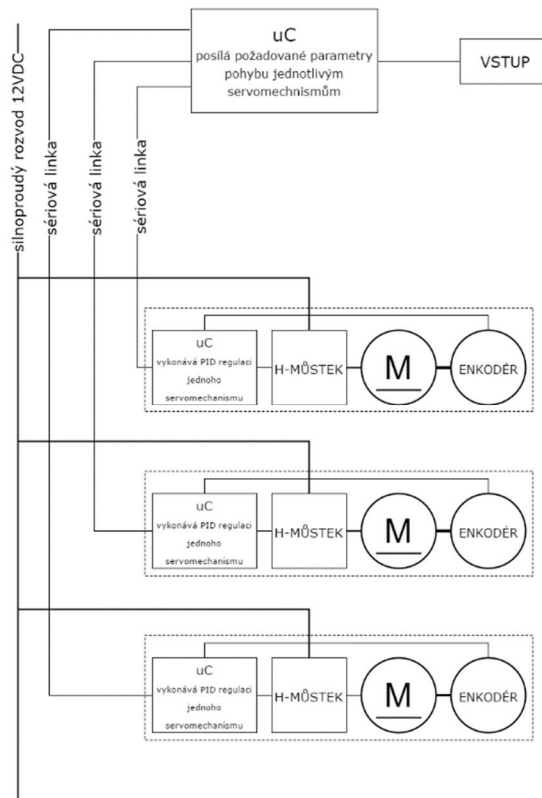 uC
posílá požadované parametry
pohybu jednotlivým
servomechnismům
VSTUP
silnoproudý rozvod 12VDC
sériová linka
sériová linka
sériová linka
uC
vykonává PID regulaci
jednoho
servomechanismu
H-MŮSTEK
M
ENKODÉR
uC
vykonává PID regulaci
jednoho
servomechanismu
H-MŮSTEK
M
ENKODÉR
uC
vykonává PID regulaci
jednoho
servomechanismu
H-MŮSTEK
M
ENKODÉR